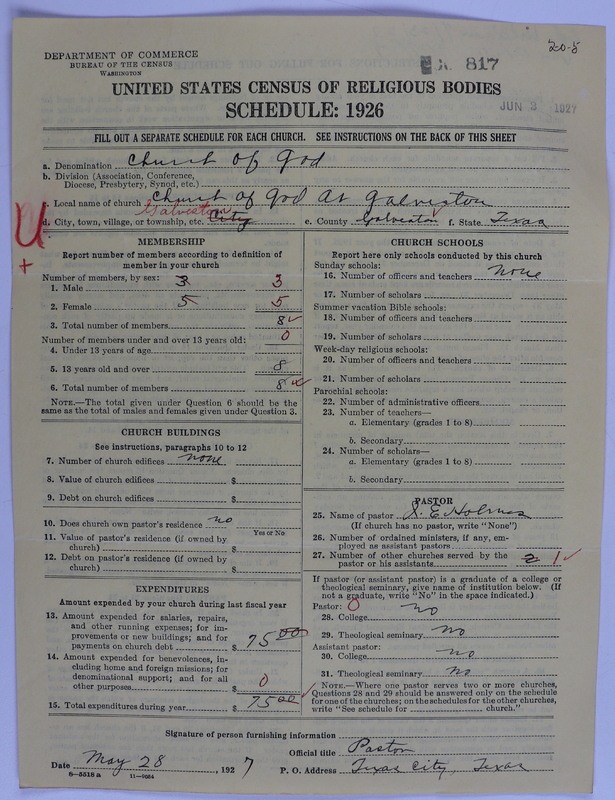 20-8
DEPARTMENT OF COMMERCE
BUREAU OF THE CENSUS
WASHINGTON
817
UNITED STATES CENSUS OF RELIGIOUS BODIES
SCHEDULE: 1926
JUN 3 1927
FILL OUT A SEPARATE SCHEDULE FOR EACH CHURCH. SEE INSTRUCTIONS ON THE BACK OF THIS SHEET
a. Denomination Church of God
b. Division (Association, Conference,
Diocese, Presbytery, Synod, etc.)
c. Local name of church Church of God at Galveston
d. City, town, village, or township, etc. Galveston City e. County Galveston f. State Texas
U
+
MEMBERSHIP
Report number of members according to definition of
member in your church
Number of members, by sex:
1. Male 3 3
2. Female 5 5
3. Total number of members 8
Number of members under and over 13 years old: 0
4. Under 13 years of age
5. 13 years old and over 8
6. Total number of members 8
NOTE.—The total given under Question 6 should be the
same as the total of males and females given under Question 3.
CHURCH BUILDINGS
See instructions, paragraphs 10 to 12
7. Number of church edifices none
8. Value of church edifices $
9. Debt on church edifices $
10. Does church own pastor's residence no
Yes or No
11. Value of pastor's residence (if owned by
church) $
12. Debt on pastor's residence (if owned by
church) $
EXPENDITURES
Amount expended by your church during last fiscal year
13. Amount expended for salaries, repairs,
and other running expenses; for im-
provements or new buildings; and for
payments on church debt $ 75 00
14. Amount expended for benevolences, in-
cluding home and foreign missions; for
denominational support; and for all
other purposes $ 0
15. Total expenditures during year $ 75 00
CHURCH SCHOOLS
Report here only schools conducted by this church
Sunday schools:
16. Number of officers and teachers none
17. Number of scholars
Summer vacation Bible schools:
18. Number of officers and teachers
19. Number of scholars
Week-day religious schools:
20. Number of officers and teachers
21. Number of scholars
Parochial schools:
22. Number of administrative officers
23. Number of teachers—
a. Elementary (grades 1 to 8)
b. Secondary
24. Number of scholars—
a. Elementary (grades 1 to 8)
b. Secondary
PASTOR
25. Name of pastor S. E. Holmes
(If church has no pastor, write "None")
26. Number of ordained ministers, if any, em-
ployed as assistant pastors
27. Number of other churches served by the
pastor or his assistants 2 1
If pastor (or assistant pastor) is a graduate of a college or
theological seminary, give name of institution below. (If
not a graduate, write "No" in the space indicated.)
Pastor: 0
28. College no
29. Theological seminary no
Assistant pastor:
30. College no
31. Theological seminary no
NOTE.—Where one pastor serves two or more churches,
Questions 28 and 29 should be answered only on the schedule
for one of the churches; on the schedules for the other churches,
write "See schedule for church."
Signature of person furnishing information
Official title Pastor
Date May 28, 1927 P. O. Address Texas City, Texas
8—5518 a 11—9054